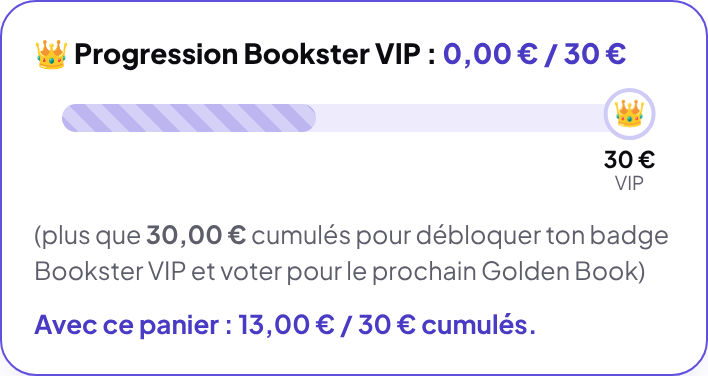 👑 Progression Bookster VIP : 0,00 € / 30 €
30 €
VIP
(plus que 30,00 € cumulés pour débloquer ton badge
Bookster VIP et voter pour le prochain Golden Book)
Avec ce panier : 13,00 € / 30 € cumulés.